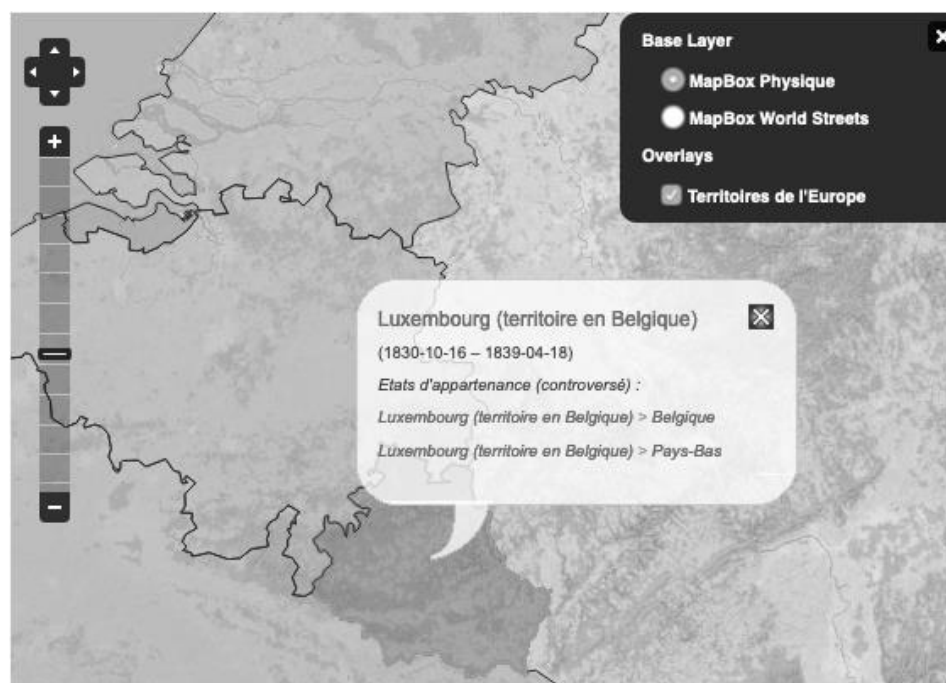 Base Layer
MapBox Physique
MapBox World Streets
Overlays
Territoires de l'Europe
Luxembourg (territoire en Belgique)
(1830-10-16 – 1839-04-18)
Etats d'appartenance (controversé) :
Luxembourg (territoire en Belgique) > Belgique
Luxembourg (territoire en Belgique) > Pays-Bas